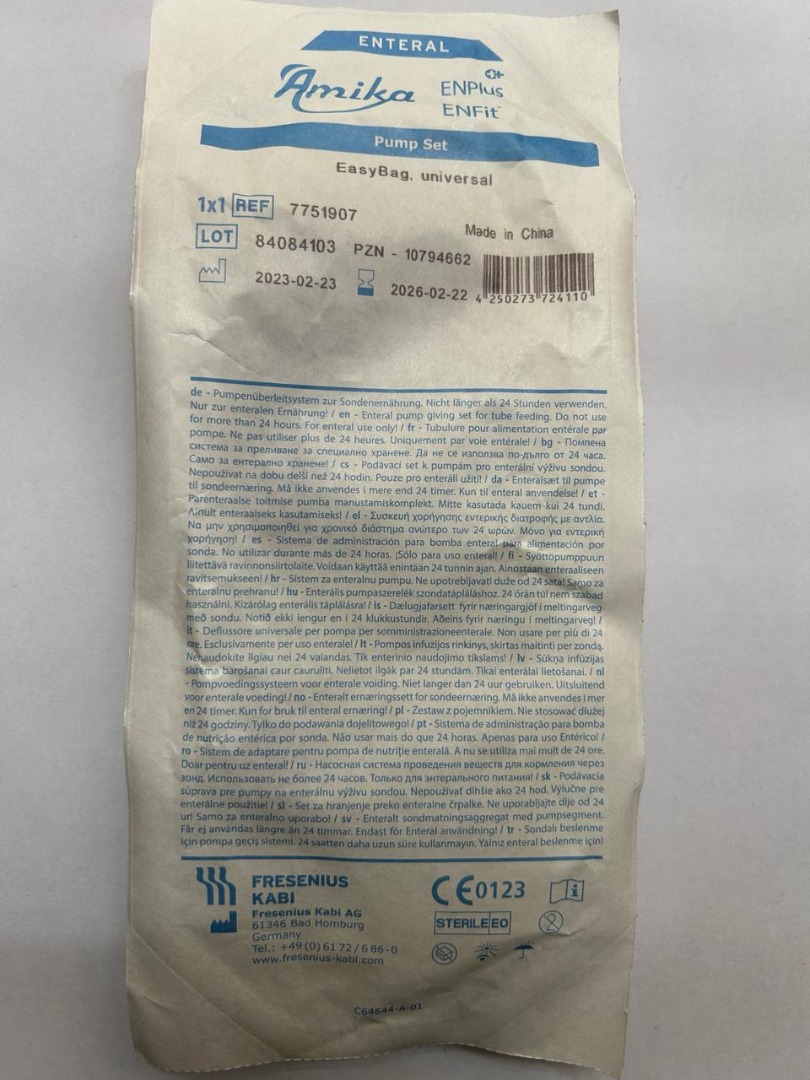 ENTERAL
Amika ENPlus
ENFit
Pump Set
EasyBag, universal
1x1 REF 7751907
Made in China
LOT 84084103 PZN - 10794662
2023-02-23 2026-02-22 4 250273 724110
de - Pumpenüberleitsystem zur Sondenernährung. Nicht länger als 24 Stunden verwenden.
Nur zur enteralen Ernährung! / en - Enteral pump giving set for tube feeding. Do not use
for more than 24 hours. For enteral use only! / fr - Tubulure pour alimentation entérale par
pompe. Ne pas utiliser plus de 24 heures. Uniquement par voie entérale! / bg - Помпена
система за преливане за специално хранене. Да не се използва по-дълго от 24 часа.
Само за ентерално хранене! / cs - Podávací set k pumpám pro enterální výživu sondou.
Nepoužívat na dobu delší než 24 hodin. Pouze pro enterálí užití! / da - Enteralsæt til pumpe
til sondeernæring. Må ikke anvendes i mere end 24 timer. Kun til enteral anvendelse! / et -
Parenteraalse toitmise pumba manustamiskomplekt. Mitte kasutada kauem kui 24 tundi.
Ainult enteraalseks kasutamiseks! / el - Συσκευή χορήγησης εντερικής διατροφής με αντλία.
Να μην χρησιμοποιηθεί για χρονικό διάστημα ανώτερο των 24 ωρών. Μόνο για εντερική
χορήγηση! / es - Sistema de administración para bomba enteral para alimentación por
sonda. No utilizar durante más de 24 horas. ¡Sólo para uso enteral! / fi - Syöttöpumppuun
liitettävä ravinnonsiirtolaite. Voidaan käyttää enintään 24 tunnin ajan. Ainostaan enteraaliseen
ravitsemukseen! / hr - Sistem za enteralnu pumpu. Ne upotrebljavati duže od 24 sata! Samo za
enteralnu prehranu! / hu - Enterális pumpaszerelék szondatápláláshoz. 24 órán túl nem szabad
használni. Kizárólag enterális táplálásra! / is - Dælugjafarsett fyrir næringargjöf í meltingarveg
með sondu. Notið ekki lengur en í 24 klukkustundir. Aðeins fyrir næringu í meltingarveg! /
it - Deflussore universale per pompa per somministrazioneenterale. Non usare per più di 24
ore. Esclusivamente per uso enterale! / lt - Pompos infuzijos rinkinys, skirtas maitinti per zondą.
Nenaudokite ilgiau nei 24 valandas. Tik enterinio naudojimo tikslams! / lv - Sūkņa infūzijas
sistēma barošanai caur caurulīti. Nelietot ilgāk par 24 stundām. Tikai enterālai lietošanai. / nl
- Pompvoedingssysteem voor enterale voiding. Niet langer dan 24 uur gebruiken. Uitsluitend
voor enterale voeding! / no - Enteralt ernæringssett for sondeernæring. Må ikke anvendes i mer
en 24 timer. Kun for bruk til enteral ernæring! / pl - Zestaw z pojemnikiem. Nie stosować dłużej
niż 24 godziny. Tylko do podawania dojelitowego! / pt - Sistema de administração para bomba
de nutrição entérica por sonda. Não usar mais do que 24 horas. Apenas para uso Entérico! /
ro - Sistem de adaptare pentru pompa de nutriţie enterală. A nu se utiliza mai mult de 24 ore.
Doar pentru uz enteral! / ru - Насосная система проведения веществ для кормления через
зонд. Использовать не более 24 часов. Только для энтерального питания! / sk - Podávacia
súprava pre pumpy na enterálnu výživu sondou. Nepoužívať dlhšie ako 24 hod. Výlučne pre
enterálne použitie! / sl - Set za hranjenje preko enteralne črpalke. Ne uporabljajte dlje od 24
ur! Samo za enteralno uporabo! / sv - Enteralt sondmatningsaggregat med pumpsegment.
Får ej användas längre än 24 timmar. Endast för Enteral användning! / tr - Sondalı beslenme
için pompa geçiş sistemi. 24 saatten daha uzun süre kullanmayın. Yalnız enteral beslenme için!
FRESENIUS
KABI
Fresenius Kabi AG
61346 Bad Homburg
Germany
Tel.: +49 (0) 61 72 / 6 86-0
www.fresenius-kabi.com
CE 0123
STERILE EO
C64644-A-01